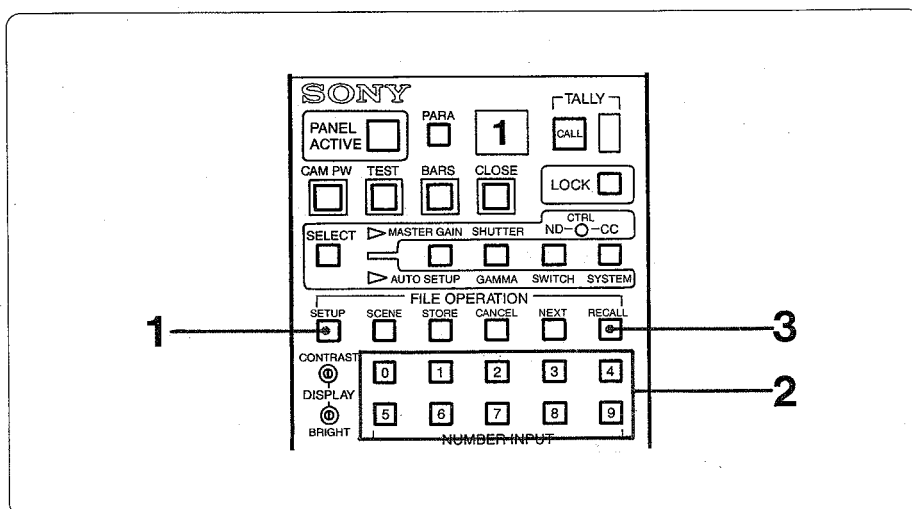 SONY
TALLY
PANEL ACTIVE
PARA
1
CALL
CAM PW TEST BARS CLOSE
LOCK
SELECT
MASTER GAIN SHUTTER
CTRL
ND CC
AUTO SETUP GAMMA SWITCH SYSTEM
FILE OPERATION
SETUP SCENE STORE CANCEL NEXT RECALL
1
3
CONTRAST
0 1 2 3 4
DISPLAY
2
5 6 7 8 9
BRIGHT
NUMBER INPUT